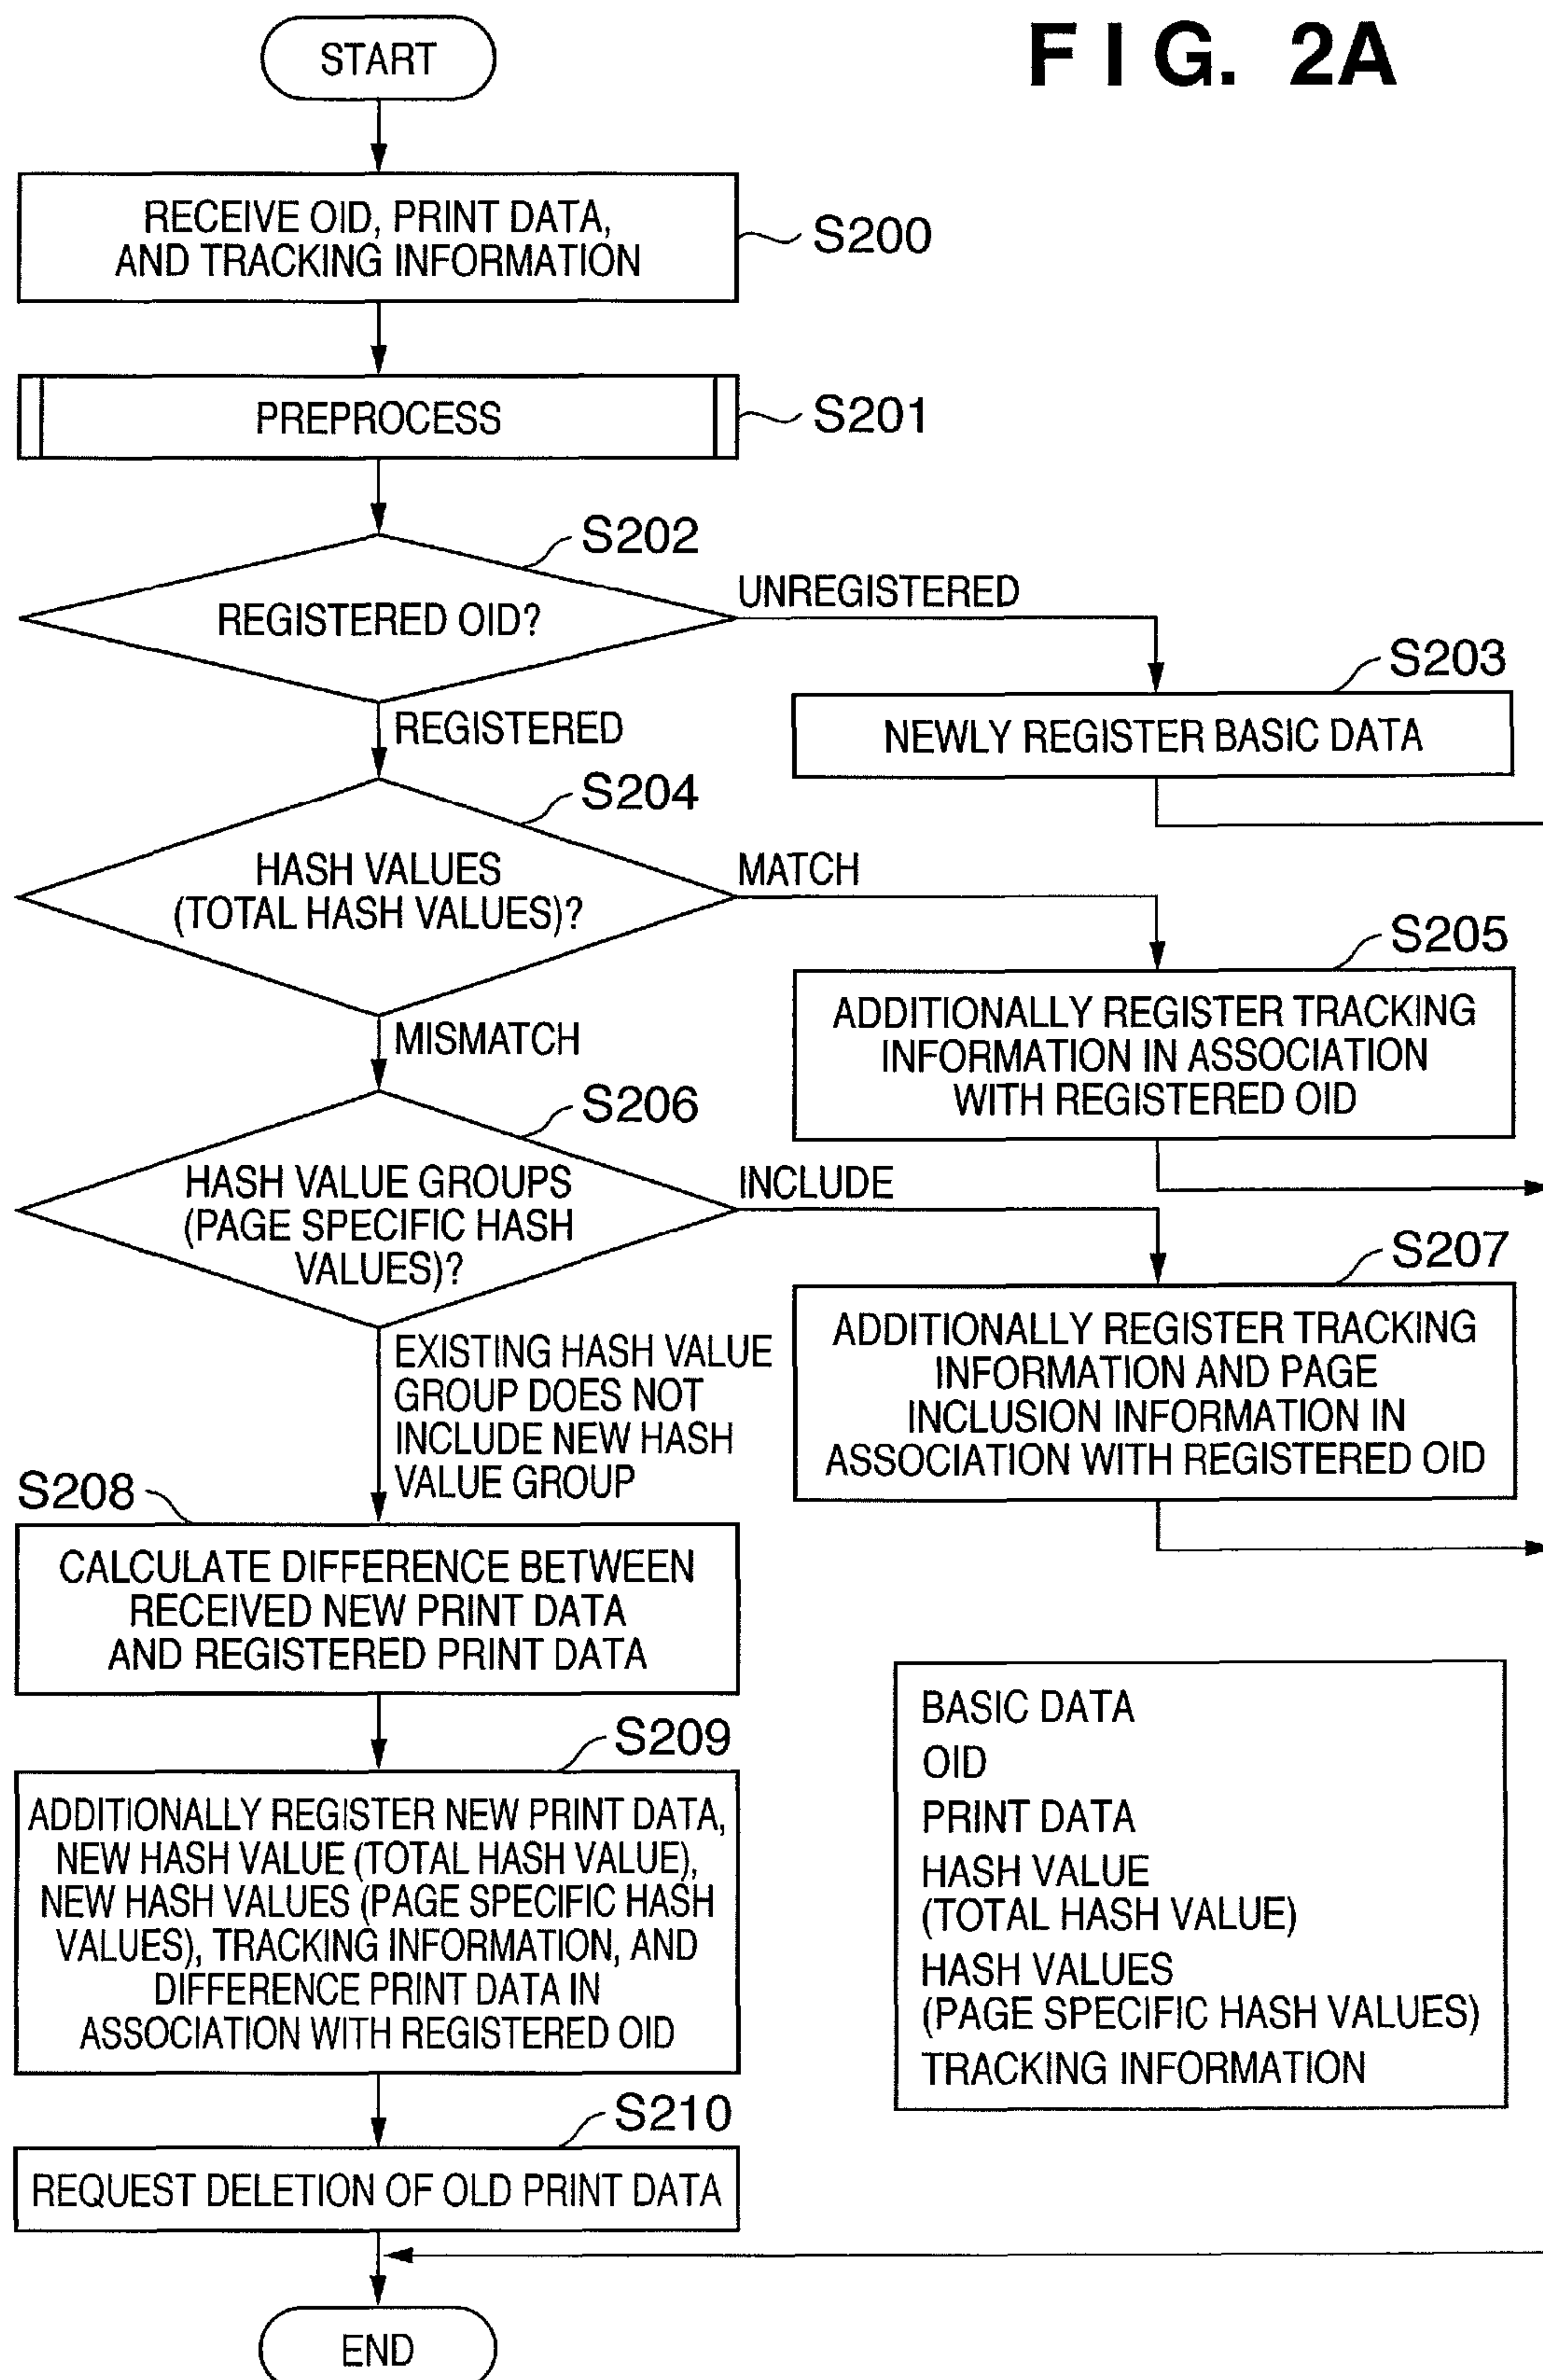 FIG. 2A
START
RECEIVE OID, PRINT DATA,
AND TRACKING INFORMATION
S200
PREPROCESS
S201
S202
REGISTERED OID?
UNREGISTERED
REGISTERED
S203
NEWLY REGISTER BASIC DATA
S204
HASH VALUES
(TOTAL HASH VALUES)?
MATCH
MISMATCH
S205
ADDITIONALLY REGISTER TRACKING
INFORMATION IN ASSOCIATION
WITH REGISTERED OID
S206
HASH VALUE GROUPS
(PAGE SPECIFIC HASH
VALUES)?
INCLUDE
S207
ADDITIONALLY REGISTER TRACKING
INFORMATION AND PAGE
INCLUSION INFORMATION IN
ASSOCIATION WITH REGISTERED OID
EXISTING HASH VALUE
GROUP DOES NOT
INCLUDE NEW HASH
VALUE GROUP
S208
CALCULATE DIFFERENCE BETWEEN
RECEIVED NEW PRINT DATA
AND REGISTERED PRINT DATA
S209
ADDITIONALLY REGISTER NEW PRINT DATA,
NEW HASH VALUE (TOTAL HASH VALUE),
NEW HASH VALUES (PAGE SPECIFIC HASH
VALUES), TRACKING INFORMATION, AND
DIFFERENCE PRINT DATA IN
ASSOCIATION WITH REGISTERED OID
BASIC DATA
OID
PRINT DATA
HASH VALUE
(TOTAL HASH VALUE)
HASH VALUES
(PAGE SPECIFIC HASH VALUES)
TRACKING INFORMATION
S210
REQUEST DELETION OF OLD PRINT DATA
END